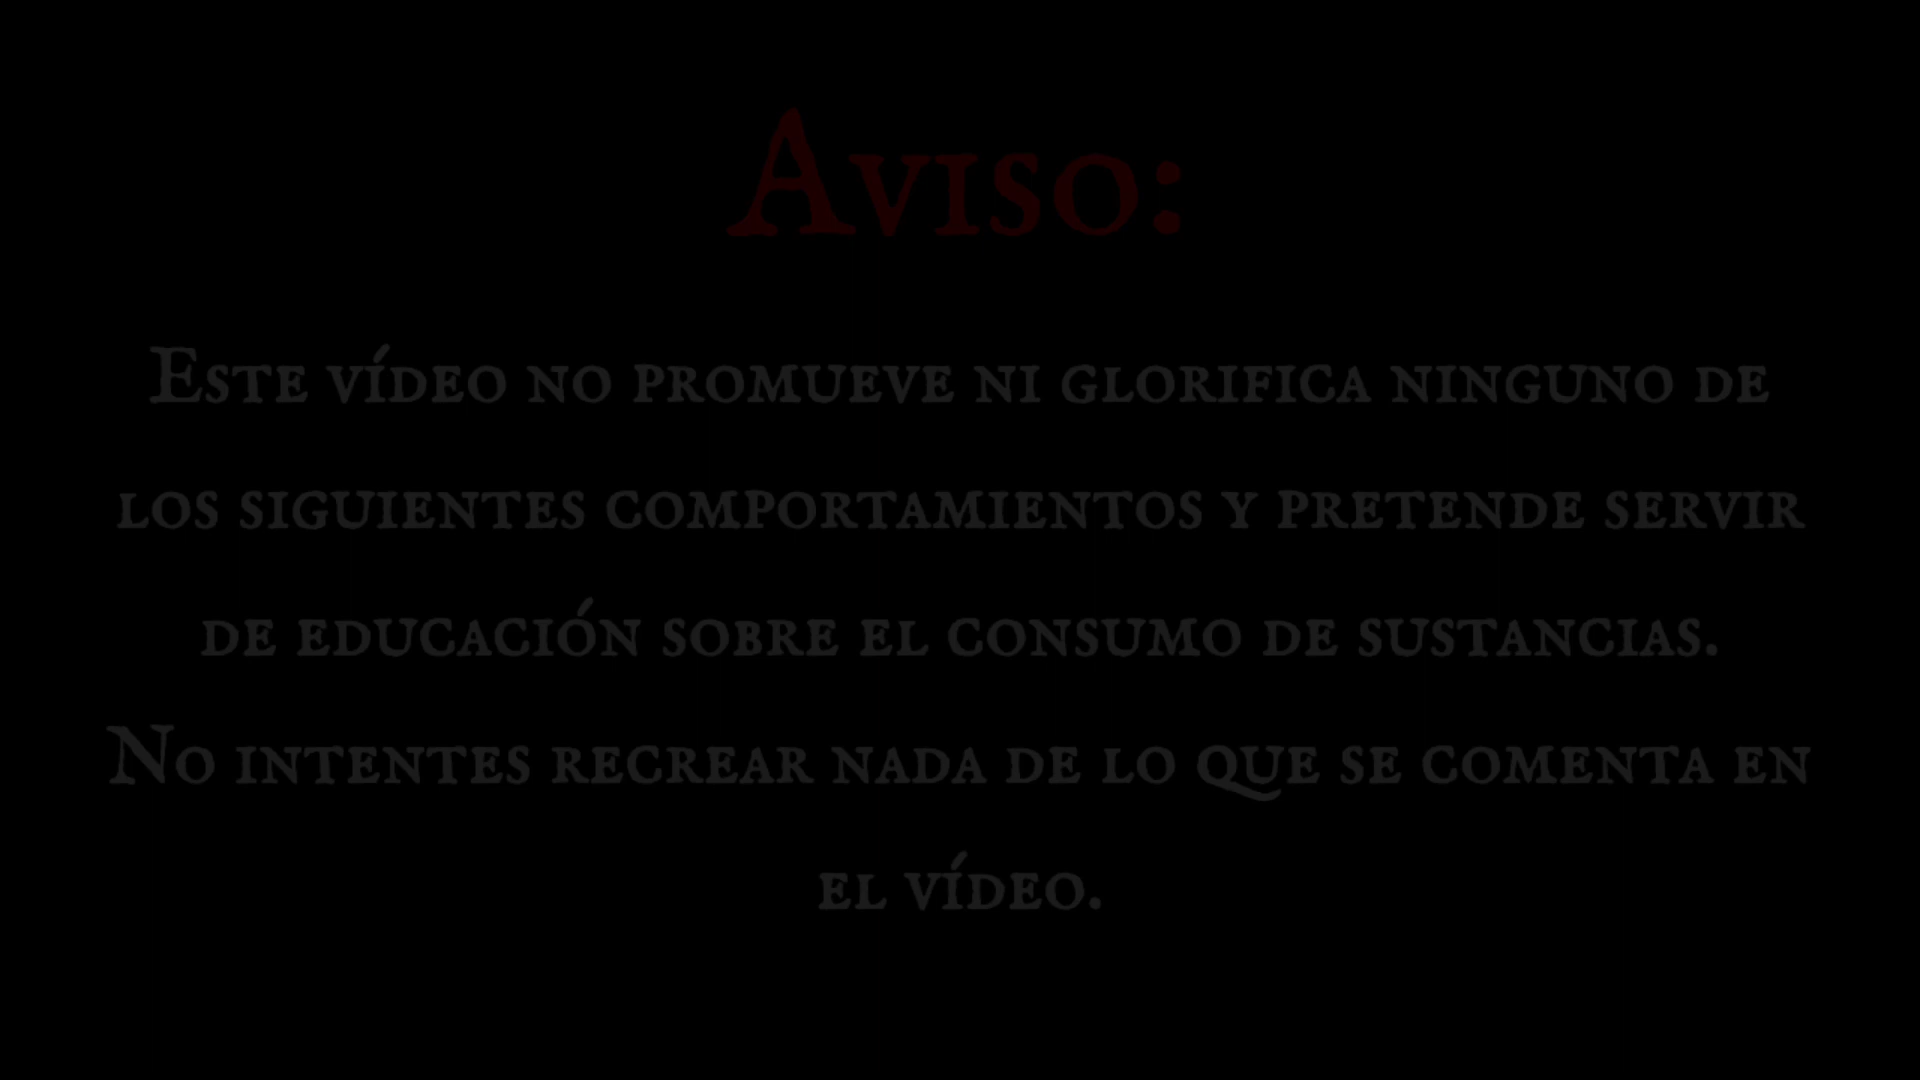 Aviso:
Este vídeo no promueve ni glorifica ninguno de
los siguientes comportamientos y pretende servir
de educación sobre el consumo de sustancias.
No intentes recrear nada de lo que se comenta en
el vídeo.